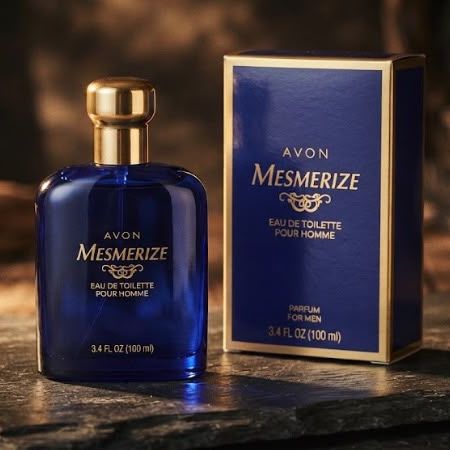 AVON
MESMERIZE
EAU DE TOILETTE
POUR HOMME
3.4 FL OZ (100 ml)
AVON
MESMERIZE
EAU DE TOILETTE
POUR HOMME
PARFUM
FOR MEN
3.4 FL OZ (100 ml)